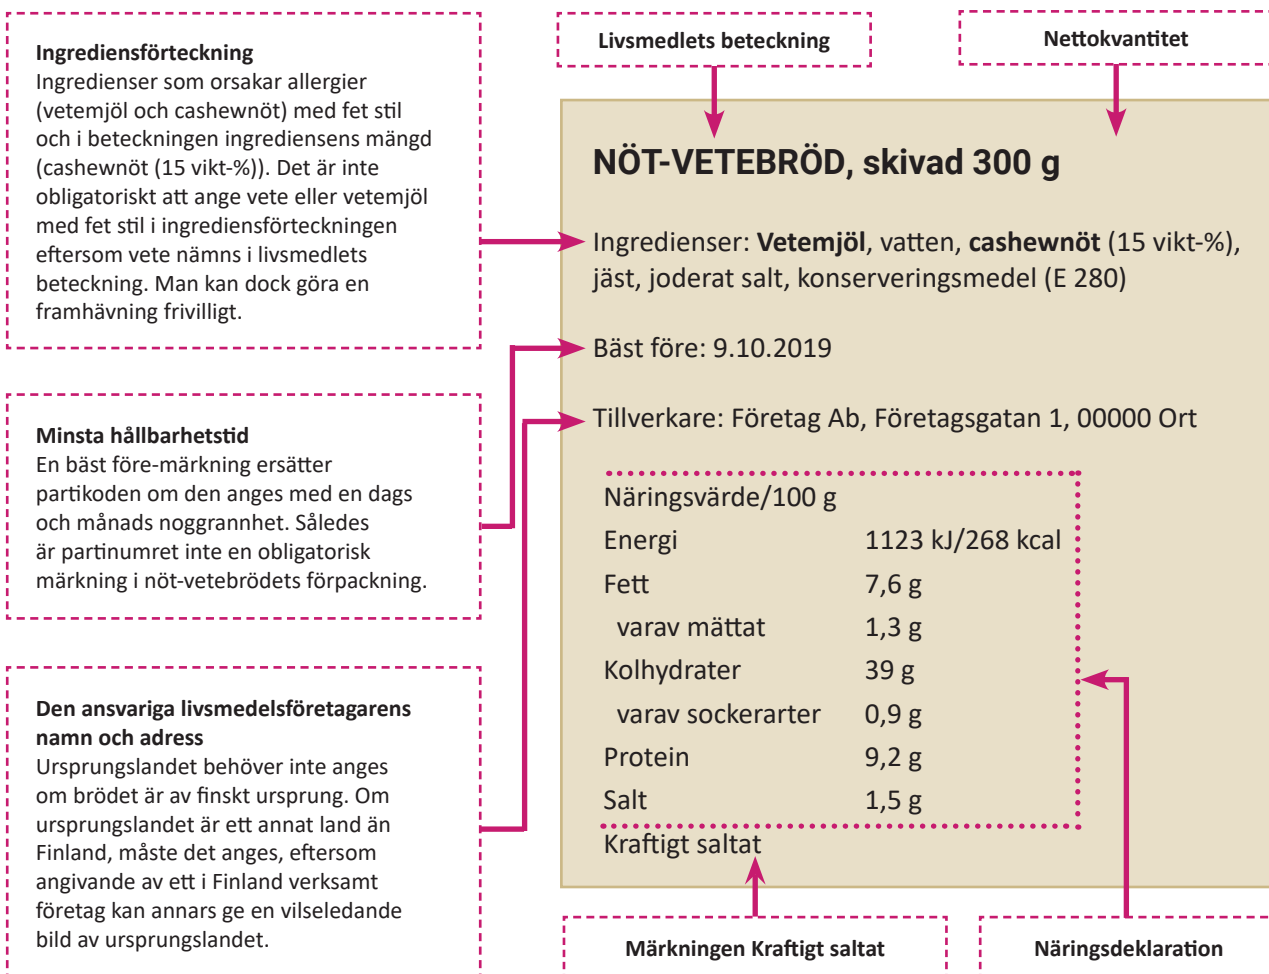 Ingrediensförteckning
Ingredienser som orsakar allergier
(vetemjöl och cashewnöt) med fet stil
och i beteckningen ingrediensens mängd
(cashewnöt (15 vikt-%)). Det är inte
obligatoriskt att ange vete eller vetemjöl
med fet stil i ingrediensförteckningen
eftersom vete nämns i livsmedlets
beteckning. Man kan dock göra en
framhävning frivilligt.
Minsta hållbarhetstid
En bäst före-märkning ersätter
partikoden om den anges med en dags
och månads noggrannhet. Således
är partinumret inte en obligatorisk
märkning i nöt-vetebrödets förpackning.
Den ansvariga livsmedelsföretagarens
namn och adress
Ursprungslandet behöver inte anges
om brödet är av finskt ursprung. Om
ursprungslandet är ett annat land än
Finland, måste det anges, eftersom
angivande av ett i Finland verksamt
företag kan annars ge en vilseledande
bild av ursprungslandet.
Livsmedlets beteckning
Nettokvantitet
NÖT-VETEBRÖD, skivad 300 g
Ingredienser: Vetemjöl, vatten, cashewnöt (15 vikt-%),
jäst, joderat salt, konserveringsmedel (E 280)
Bäst före: 9.10.2019
Tillverkare: Företag Ab, Företagsgatan 1, 00000 Ort
Näringsvärde/100 g
Energi 1123 kJ/268 kcal
Fett 7,6 g
varav mättat 1,3 g
Kolhydrater 39 g
varav sockerarter 0,9 g
Protein 9,2 g
Salt 1,5 g
Kraftigt saltat
Märkningen Kraftigt saltat
Näringsdeklaration